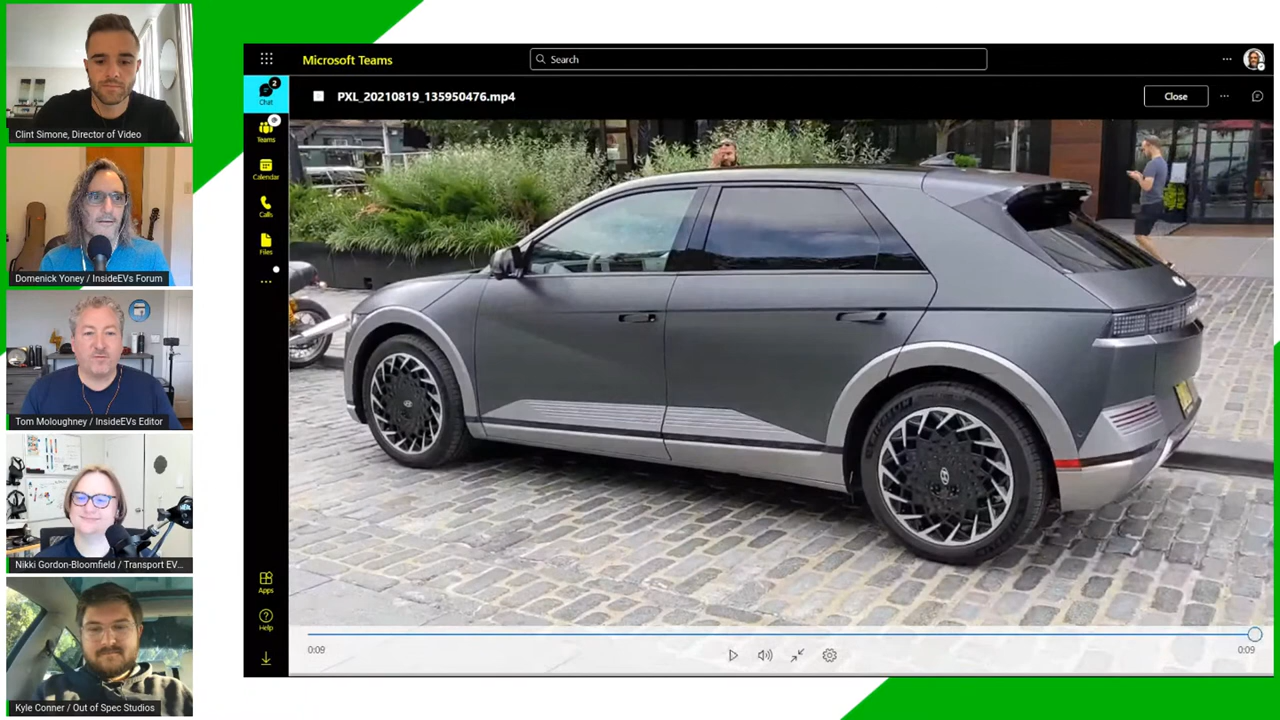 Clint Simone, Director of Video
Domenick Yoney / InsideEVs Forum
Tom Moloughney / InsideEVs Editor
Nikki Gordon-Bloomfield / Transport EV...
Kyle Conner / Out of Spec Studios
Microsoft Teams
Search
2
Chat
PXL_20210819_135950476.mp4
Close
Teams
Calendar
Calls
Files
Apps
Help
0:09
0:09